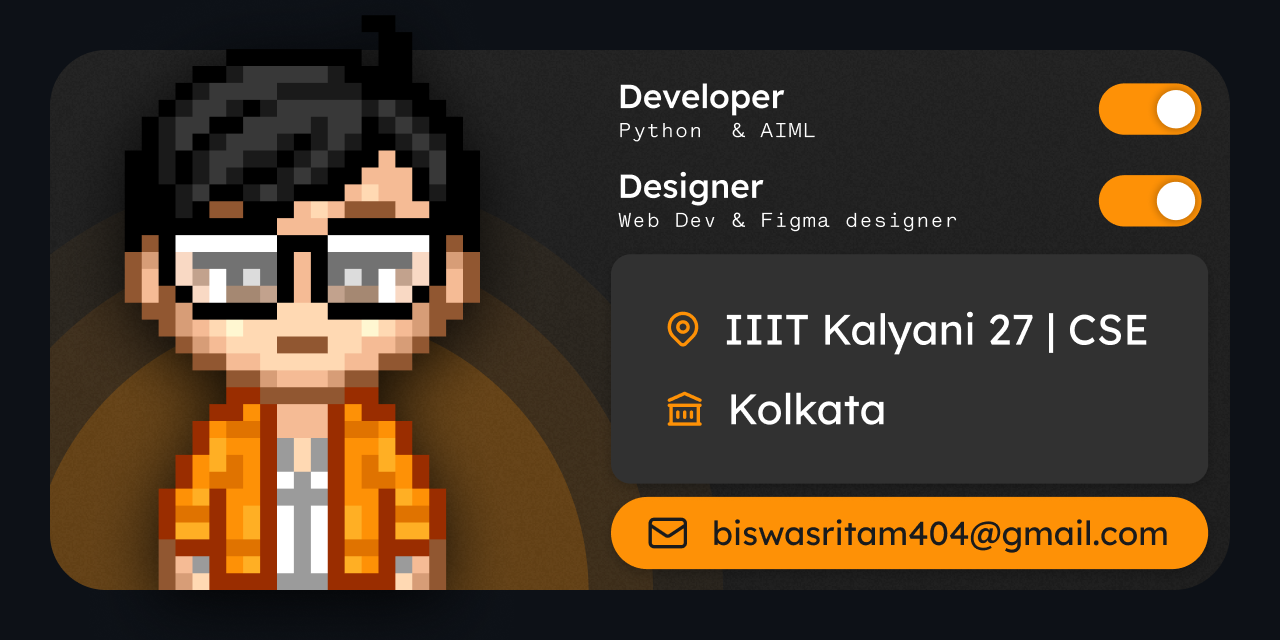 Developer
Python  & AIML
Designer
Web Dev & Figma designer
IIIT Kalyani 27 | CSE
Kolkata
biswasritam404@gmail.com